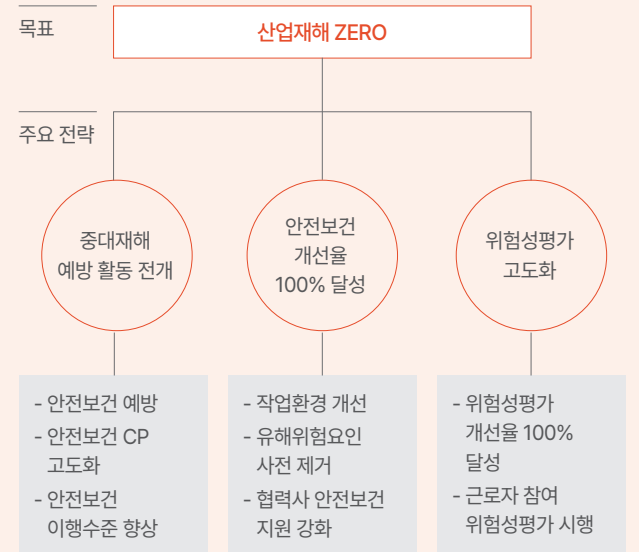 목표
산업재해 ZERO
주요 전략
중대재해
예방 활동 전개
안전보건
개선율
100% 달성
위험성평가
고도화
- 안전보건 예방
- 안전보건 CP
고도화
- 안전보건
이행수준 향상
- 작업환경 개선
- 유해위험요인
사전 제거
- 협력사 안전보건
지원 강화
- 위험성평가
개선율 100%
달성
- 근로자 참여
위험성평가 시행